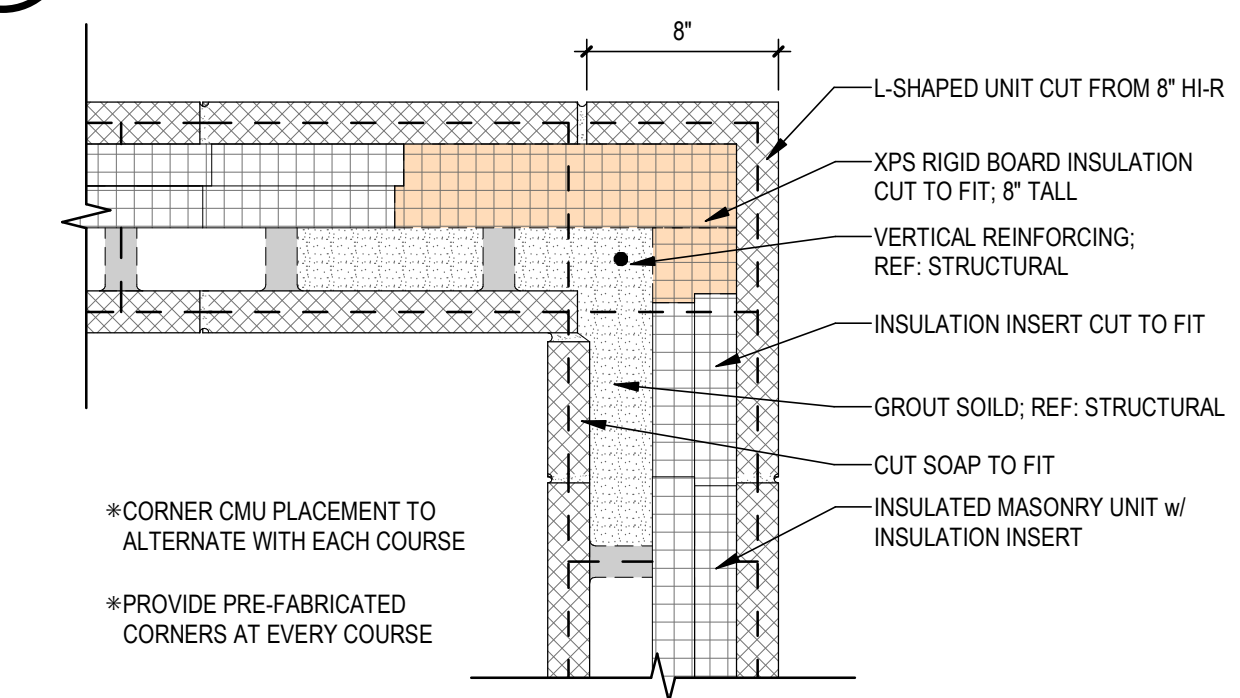 8"
L-SHAPED UNIT CUT FROM 8" HI-R
XPS RIGID BOARD INSULATION
CUT TO FIT; 8" TALL
VERTICAL REINFORCING;
REF: STRUCTURAL
INSULATION INSERT CUT TO FIT
GROUT SOILD; REF: STRUCTURAL
CUT SOAP TO FIT
INSULATED MASONRY UNIT w/
INSULATION INSERT
*CORNER CMU PLACEMENT TO
ALTERNATE WITH EACH COURSE
*PROVIDE PRE-FABRICATED
CORNERS AT EVERY COURSE